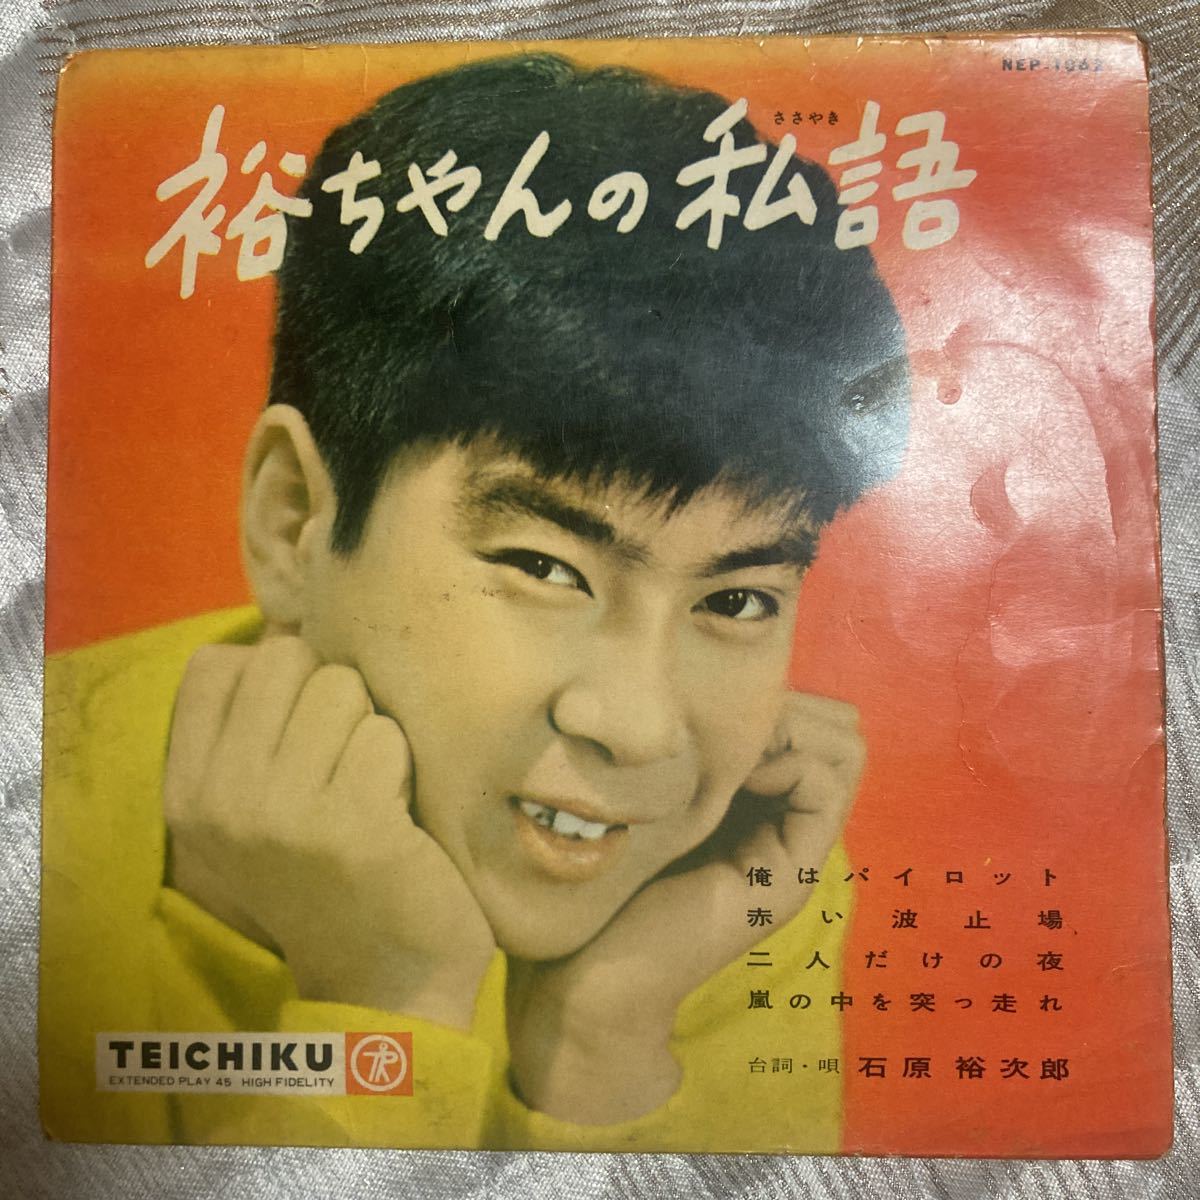 NEP-1062
ささやき
裕ちゃんの私語
俺はパイロット
赤い波止場
二人だけの夜
嵐の中を突っ走れ
台詞・唄 石原裕次郎
TEICHIKU
EXTENDED PLAY 45 HIGH FIDELITY